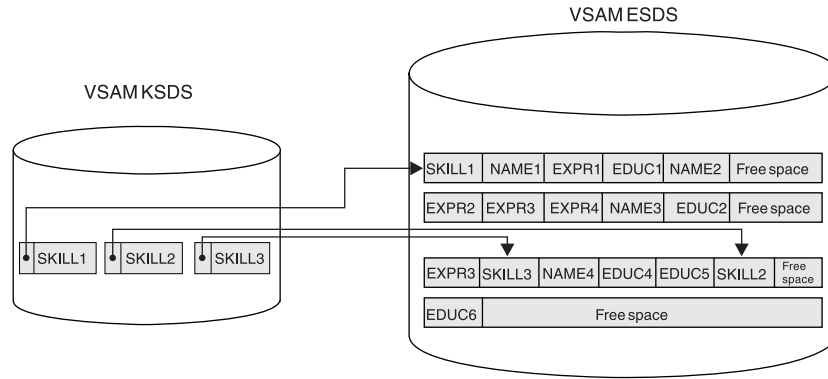 VSAM ESDS
VSAM KSDS
SKILL1 NAME1 EXPR1 EDUC1 NAME2 Free space
EXPR2 EXPR3 EXPR4 NAME3 EDUC2 Free space
SKILL1 SKILL2 SKILL3
EXPR3 SKILL3 NAME4 EDUC4 EDUC5 SKILL2 Free space
EDUC6 Free space